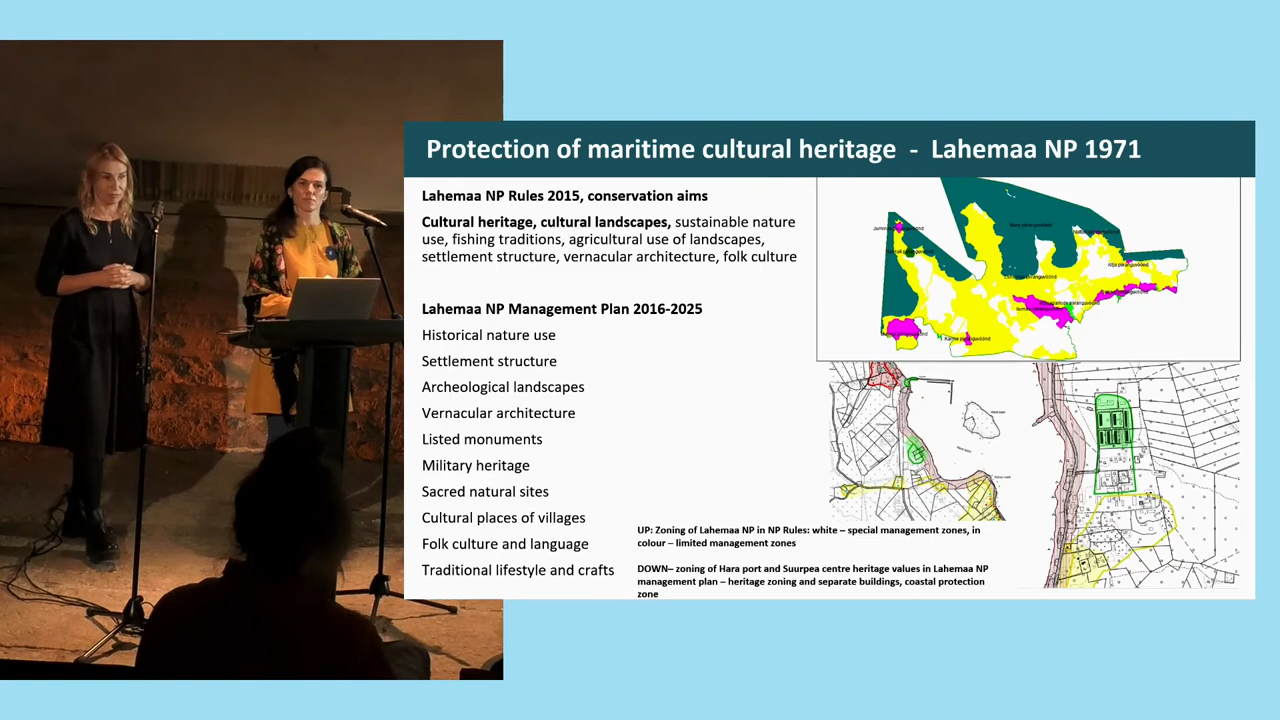 Protection of maritime cultural heritage - Lahemaa NP 1971
Lahemaa NP Rules 2015, conservation aims
Cultural heritage, cultural landscapes, sustainable nature
use, fishing traditions, agricultural use of landscapes,
settlement structure, vernacular architecture, folk culture
Lahemaa NP Management Plan 2016-2025
Historical nature use
Settlement structure
Archeological landscapes
Vernacular architecture
Listed monuments
Military heritage
Sacred natural sites
Cultural places of villages
Folk culture and language
Traditional lifestyle and crafts
UP: Zoning of Lahemaa NP in NP Rules: white – special management zones, in
colour – limited management zones
DOWN– zoning of Hara port and Suurpea centre heritage values in Lahemaa NP
management plan – heritage zoning and separate buildings, coastal protection
zone